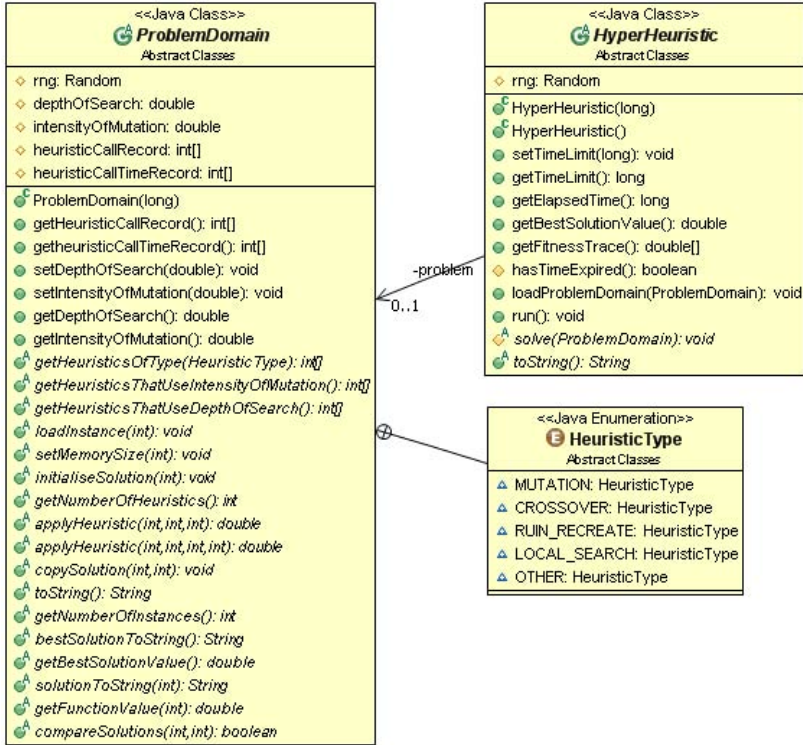 <<Java Class>>
ProblemDomain
AbstractClasses
rng: Random
depthOfSearch: double
intensityOfMutation: double
heuristicCallRecord: int[]
heuristicCallTimeRecord: int[]
ProblemDomain(long)
getHeuristicCallRecord(): int[]
getheuristicCallTimeRecord(): int[]
setDepthOfSearch(double): void
setIntensityOfMutation(double): void
getDepthOfSearch(): double
getIntensityOfMutation(): double
getHeuristicsOfType(HeuristicType): int[]
getHeuristicsThatUseIntensityOfMutation(): int[]
getHeuristicsThatUseDepthOfSearch(): int[]
loadInstance(int): void
setMemorySize(int): void
initialiseSolution(int): void
getNumberOfHeuristics(): int
applyHeuristic(int,int,int): double
applyHeuristic(int,int,int,int): double
copySolution(int,int): void
toString(): String
getNumberOfInstances(): int
bestSolutionToString(): String
getBestSolutionValue(): double
solutionToString(int): String
getFunctionValue(int): double
compareSolutions(int,int): boolean
-problem
0..1
<<Java Class>>
HyperHeuristic
AbstractClasses
rng: Random
HyperHeuristic(long)
HyperHeuristic()
setTimeLimit(long): void
getTimeLimit(): long
getElapsedTime(): long
getBestSolutionValue(): double
getFitnessTrace(): double[]
hasTimeExpired(): boolean
loadProblemDomain(ProblemDomain): void
run(): void
solve(ProblemDomain): void
toString(): String
<<Java Enumeration>>
HeuristicType
AbstractClasses
MUTATION: HeuristicType
CROSSOVER: HeuristicType
RUIN_RECREATE: HeuristicType
LOCAL_SEARCH: HeuristicType
OTHER: HeuristicType